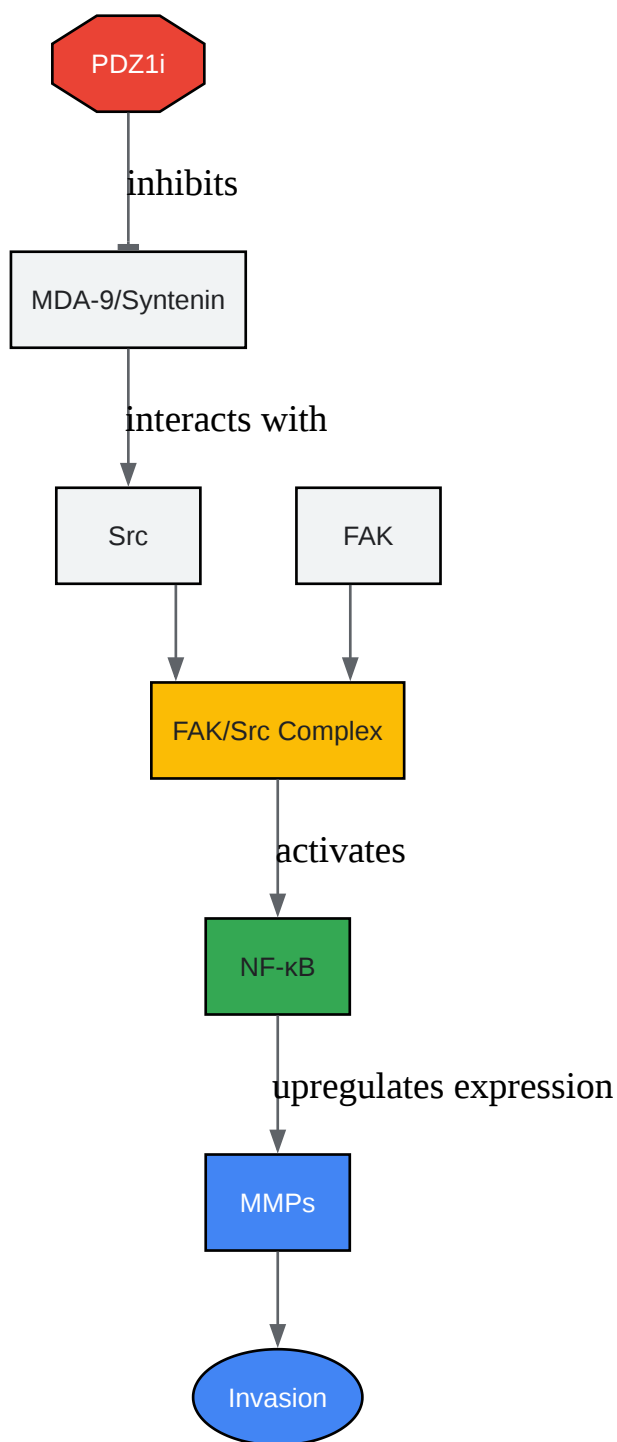 PDZ1i
inhibits
MDA-9/Syntenin
interacts with
Src
FAK
FAK/Src Complex
activates
NF-κB
upregulates expression
MMPs
Invasion